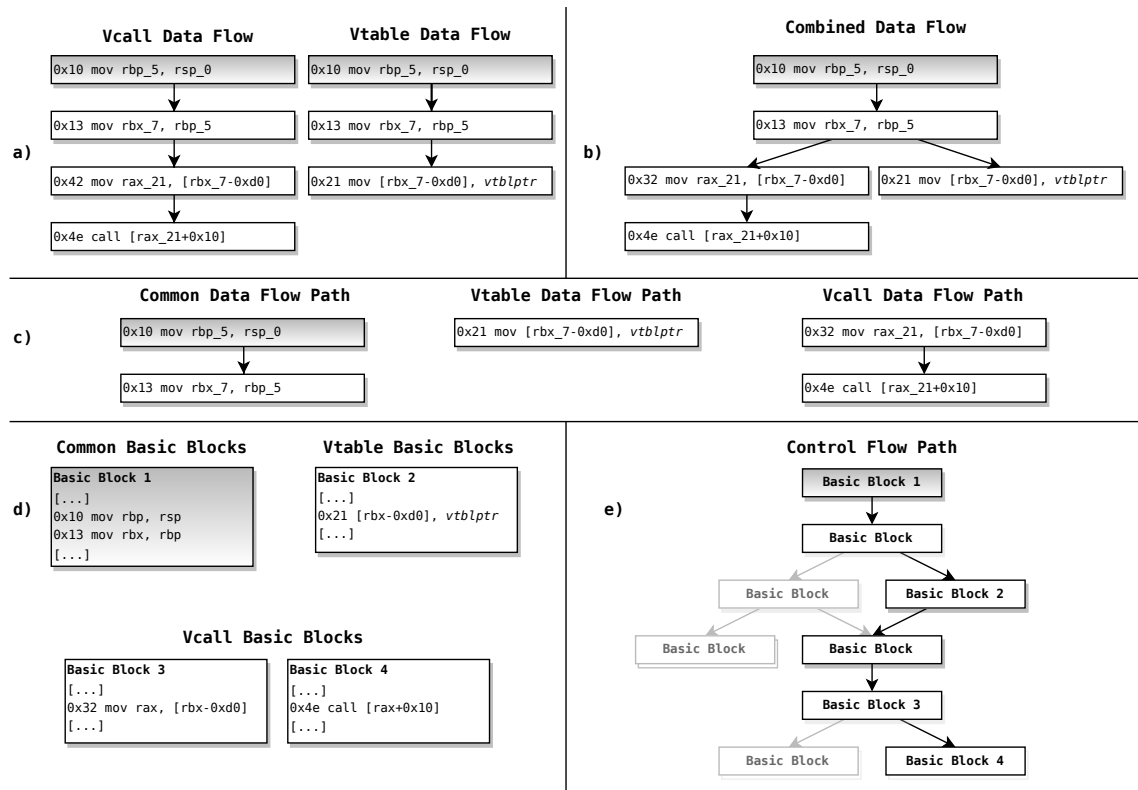 Vcall Data Flow
0x10 mov rbp_5, rsp_0
0x13 mov rbx_7, rbp_5
0x42 mov rax_21, [rbx_7-0xd0]
0x4e call [rax_21+0x10]
Vtable Data Flow
0x10 mov rbp_5, rsp_0
0x13 mov rbx_7, rbp_5
0x21 mov [rbx_7-0xd0], vtblptr
a)
Combined Data Flow
0x10 mov rbp_5, rsp_0
0x13 mov rbx_7, rbp_5
b)
0x32 mov rax_21, [rbx_7-0xd0]
0x21 mov [rbx_7-0xd0], vtblptr
0x4e call [rax_21+0x10]
c)
Common Data Flow Path
0x10 mov rbp_5, rsp_0
0x13 mov rbx_7, rbp_5
Vtable Data Flow Path
0x21 mov [rbx_7-0xd0], vtblptr
Vcall Data Flow Path
0x32 mov rax_21, [rbx_7-0xd0]
0x4e call [rax_21+0x10]
d)
Common Basic Blocks
Basic Block 1
[...]
0x10 mov rbp, rsp
0x13 mov rbx, rbp
[...]
Vtable Basic Blocks
Basic Block 2
[...]
0x21 [rbx-0xd0], vtblptr
[...]
Vcall Basic Blocks
Basic Block 3
[...]
0x32 mov rax, [rbx-0xd0]
[...]
Basic Block 4
[...]
0x4e call [rax+0x10]
[...]
e)
Control Flow Path
Basic Block 1
Basic Block
Basic Block
Basic Block 2
Basic Block
Basic Block
Basic Block 3
Basic Block
Basic Block 4